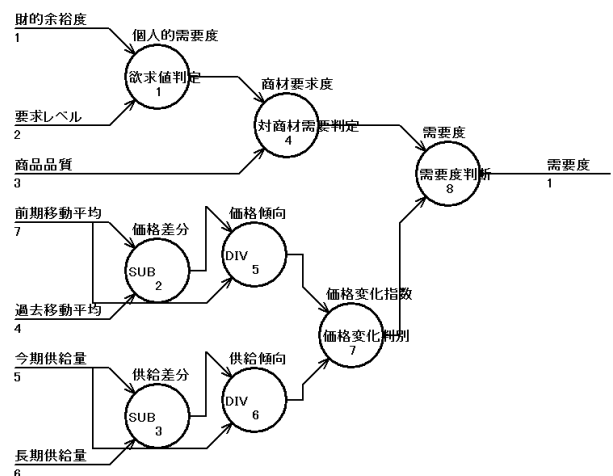 財的余裕度
1
個人的需要度
欲求値判定
1
要求レベル
2
商材要求度
対商材需要判定
4
商品品質
3
需要度
需要度判断
8
需要度
1
前期移動平均
7
価格差分
SUB
2
価格傾向
DIV
5
過去移動平均
4
価格変化指数
価格変化判別
7
今期供給量
5
供給差分
SUB
3
供給傾向
DIV
6
長期供給量
6